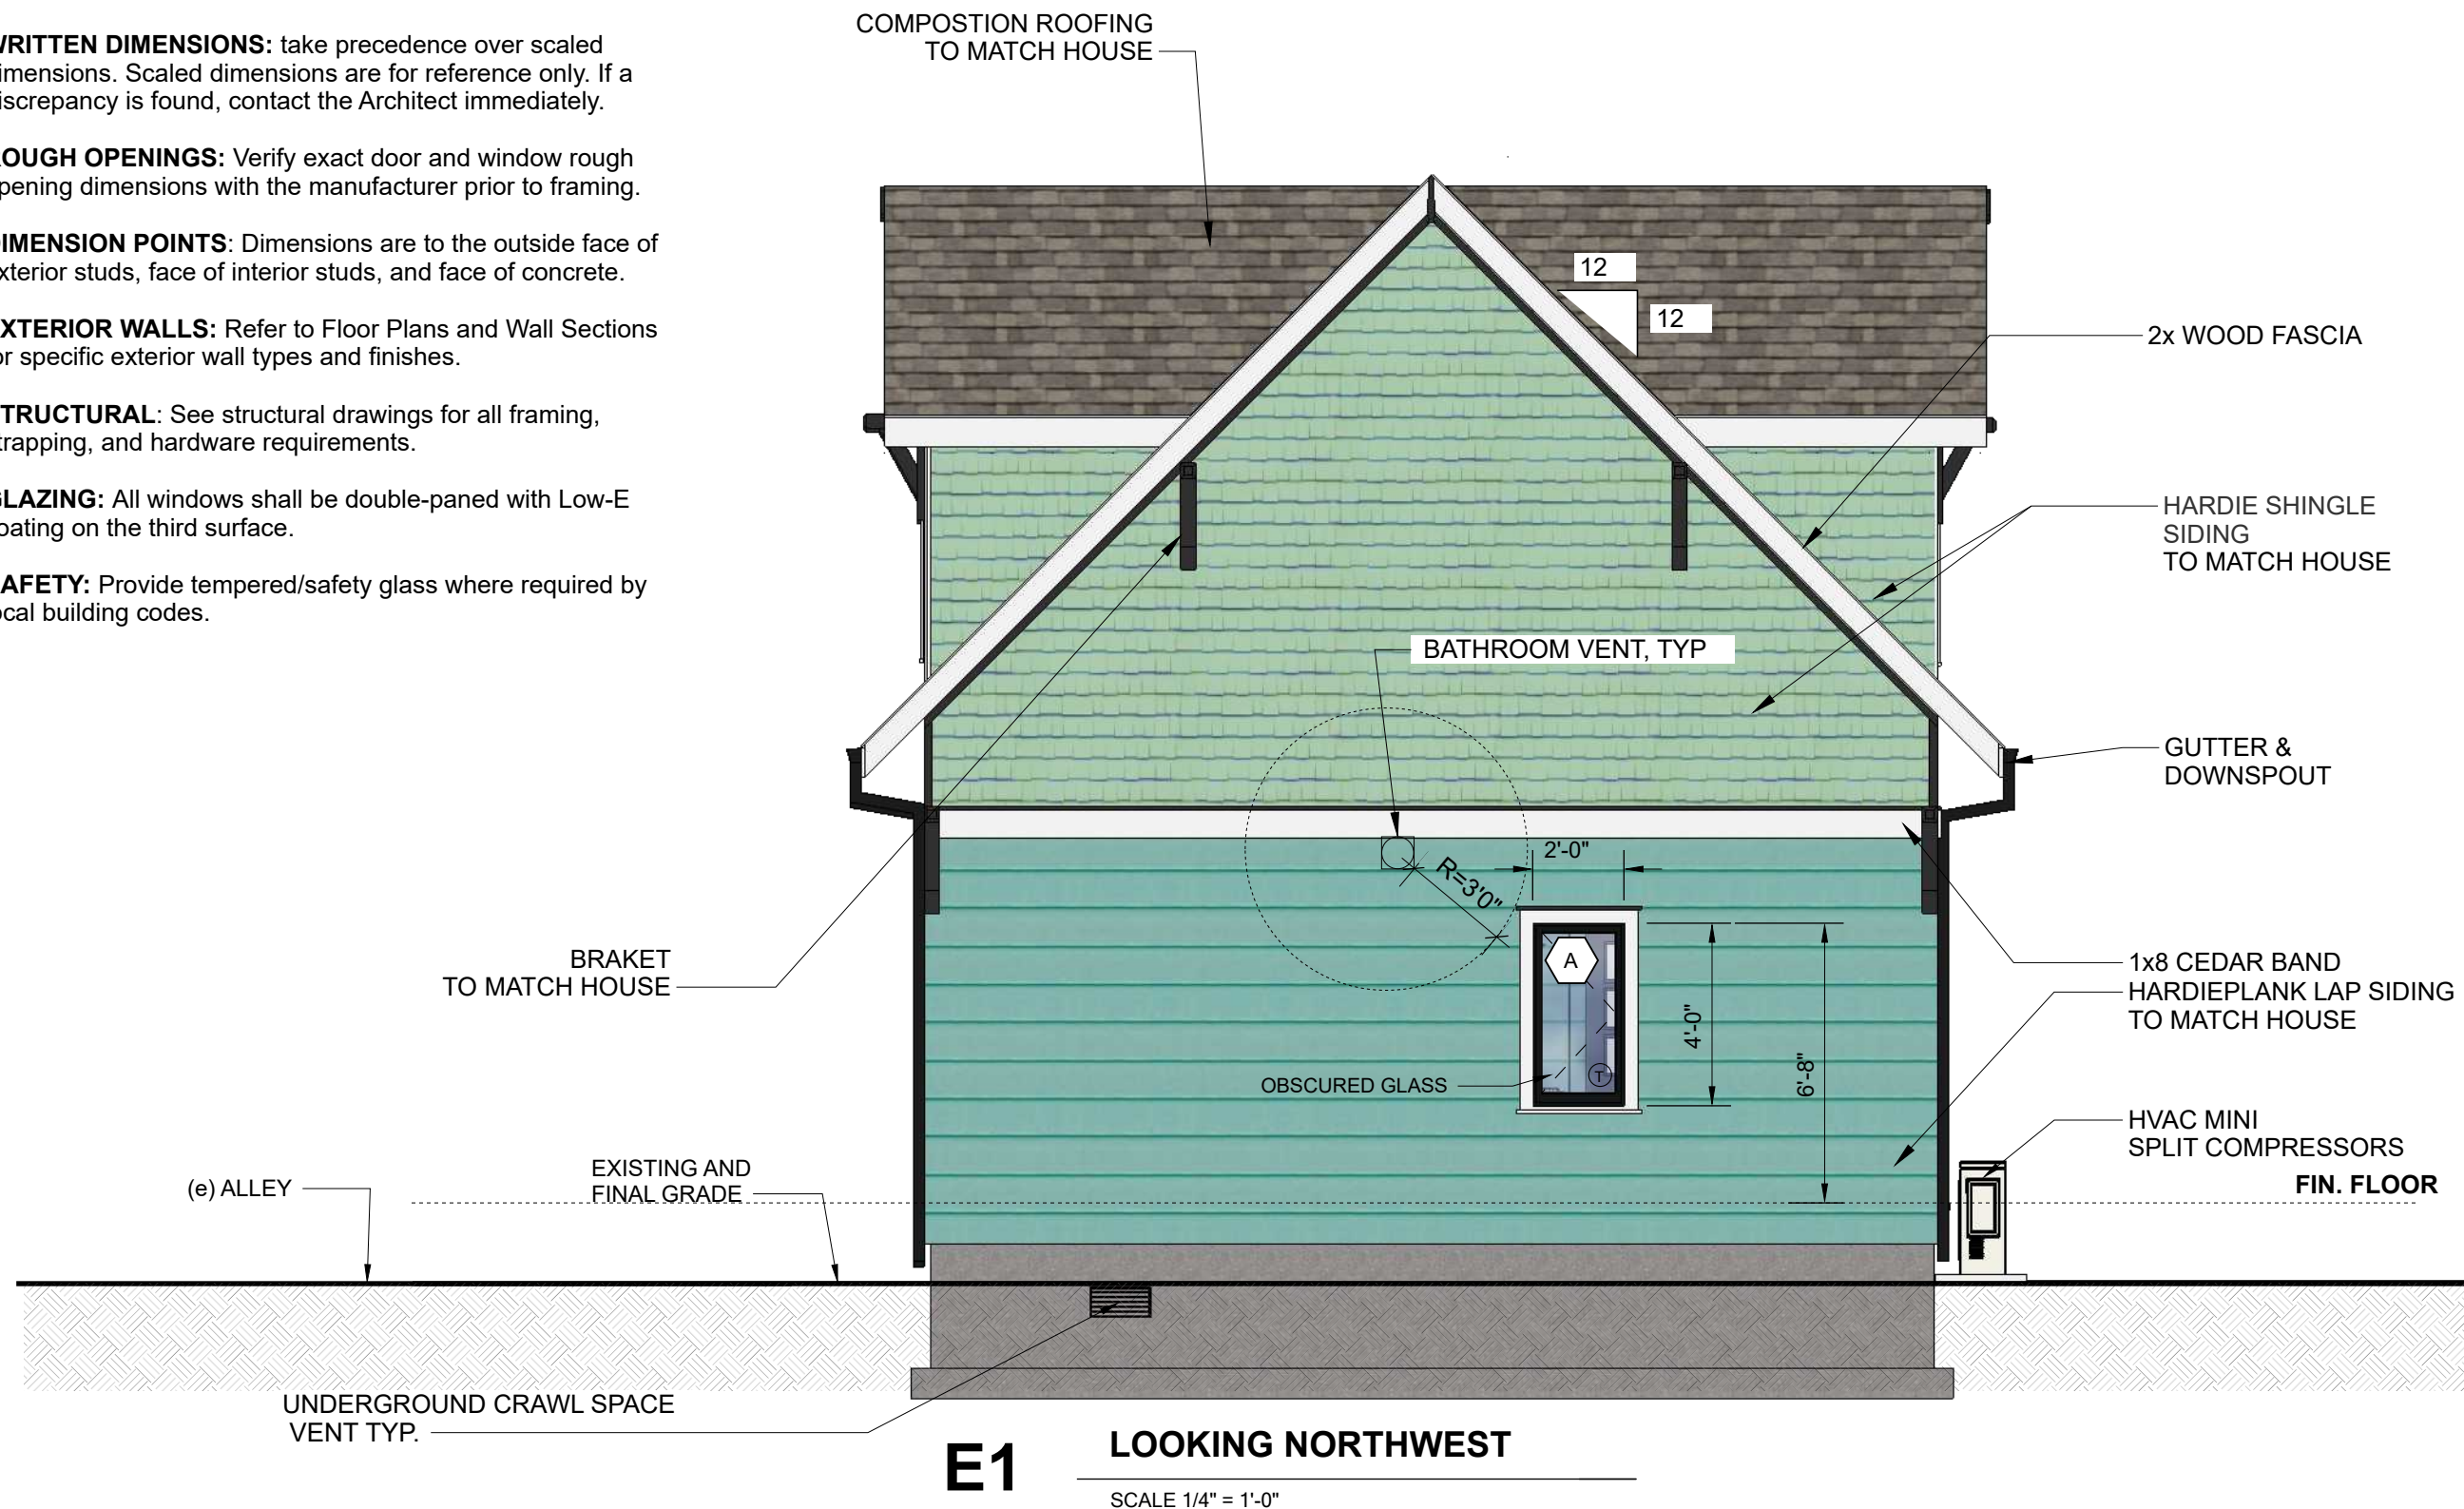 WRITTEN DIMENSIONS: take precedence over scaled
imensions. Scaled dimensions are for reference only. If a
iscrepancy is found, contact the Architect immediately.
OUGH OPENINGS: Verify exact door and window rough
pening dimensions with the manufacturer prior to framing.
DIMENSION POINTS: Dimensions are to the outside face of
xterior studs, face of interior studs, and face of concrete.
EXTERIOR WALLS: Refer to Floor Plans and Wall Sections
or specific exterior wall types and finishes.
TRUCTURAL: See structural drawings for all framing,
trapping, and hardware requirements.
GLAZING: All windows shall be double-paned with Low-E
oating on the third surface.
AFETY: Provide tempered/safety glass where required by
ocal building codes.
COMPOSTION ROOFING
TO MATCH HOUSE
12
12
2x WOOD FASCIA
HARDIE SHINGLE
SIDING
TO MATCH HOUSE
BATHROOM VENT, TYP
GUTTER &
DOWNSPOUT
2'-0"
R=3'0"
BRAKET
TO MATCH HOUSE
A
1x8 CEDAR BAND
HARDIEPLANK LAP SIDING
TO MATCH HOUSE
4'-0"
6'-8"
OBSCURED GLASS
T
HVAC MINI
SPLIT COMPRESSORS
FIN. FLOOR
(e) ALLEY
EXISTING AND
FINAL GRADE
UNDERGROUND CRAWL SPACE
VENT TYP.
E1
LOOKING NORTHWEST
SCALE 1/4" = 1'-0"